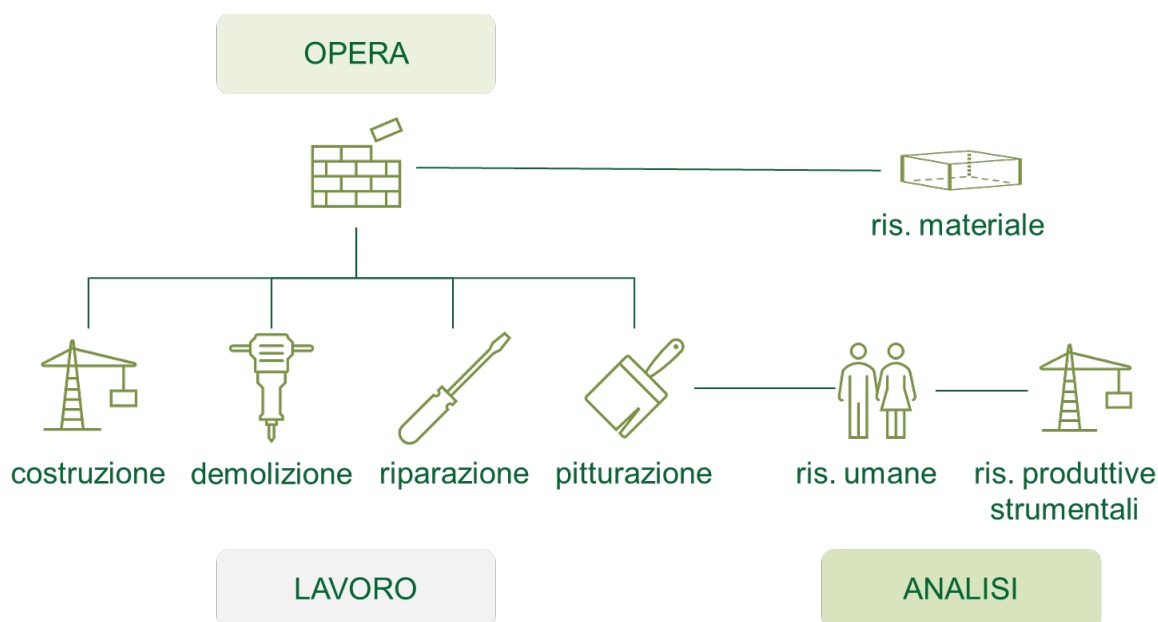 OPERA
ris. materiale
costruzione
demolizione
riparazione
pitturazione
ris. umane
ris. produttive
strumentali
LAVORO
ANALISI